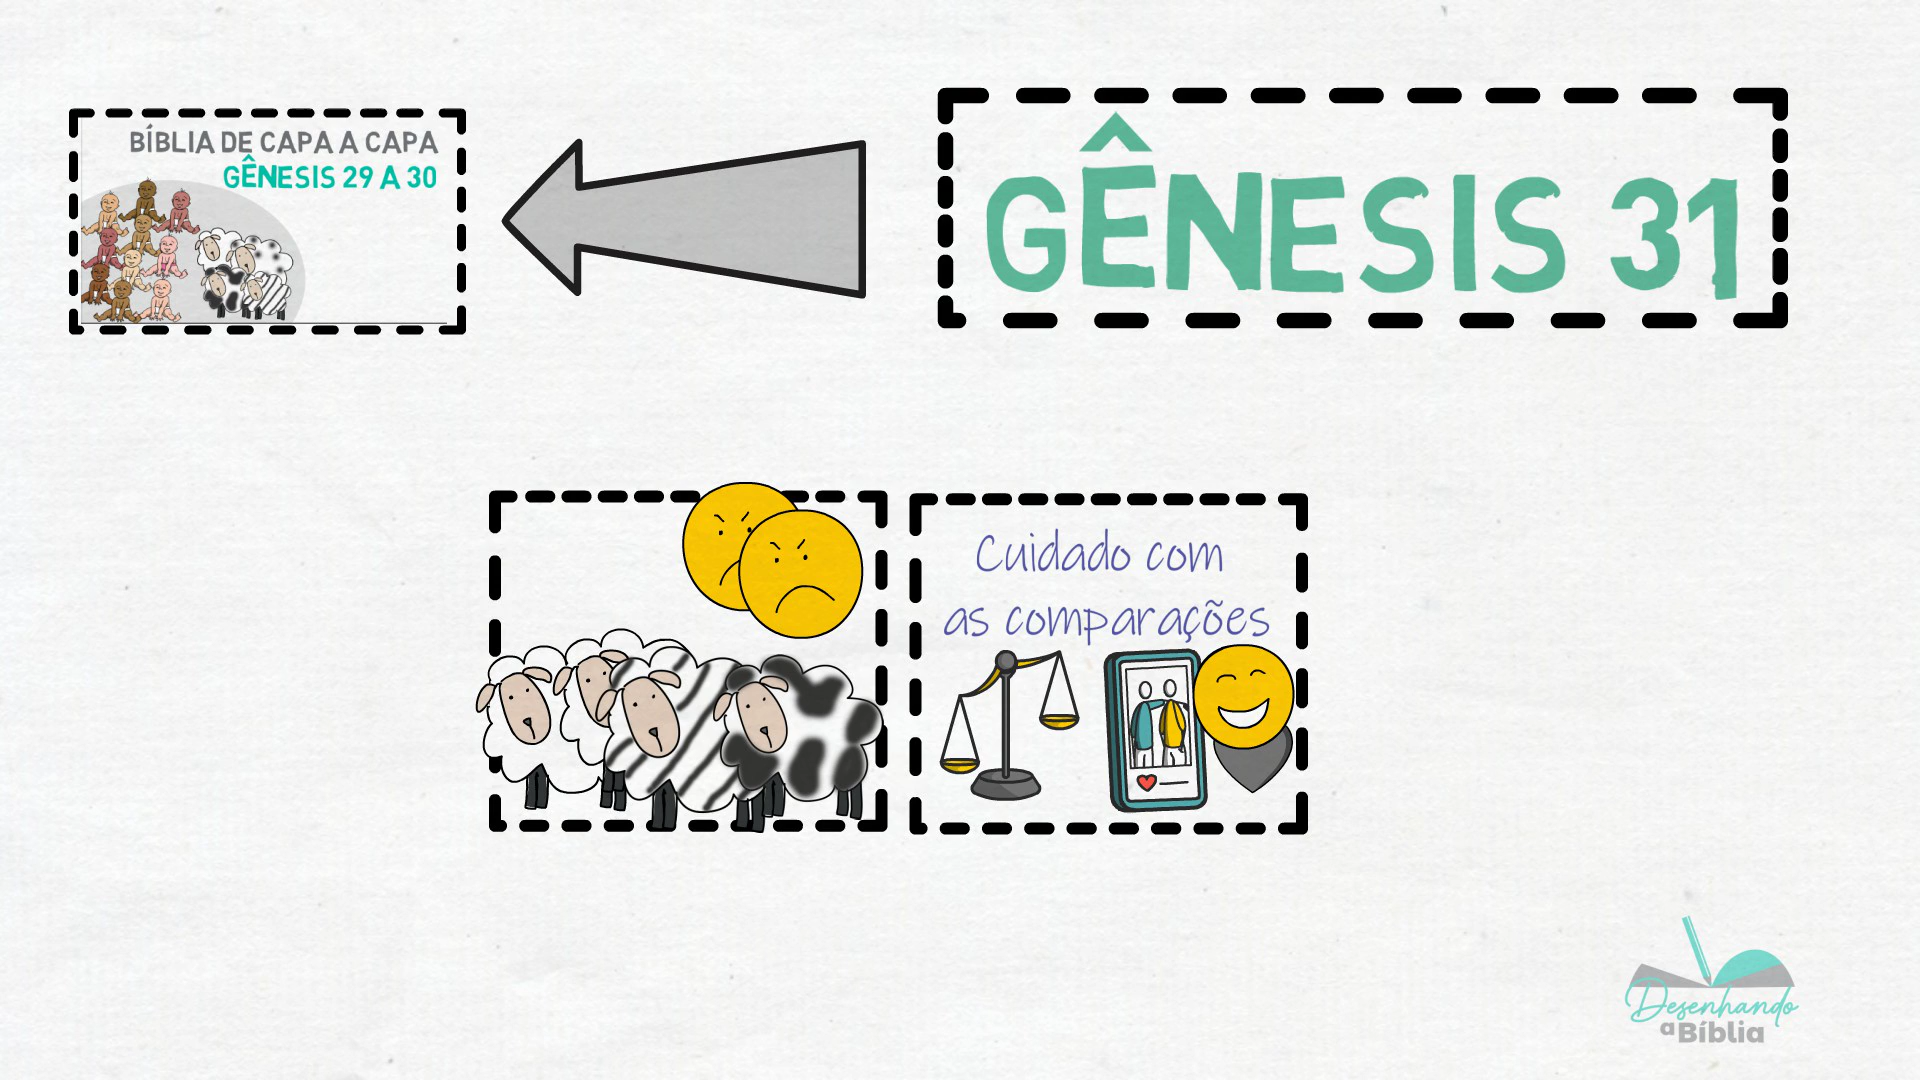 BÍBLIA DE CAPA A CAPA
GÊNESIS 29 A 30
GÊNESIS 31
Cuidado com
as comparações
Desenhando
a Bíblia